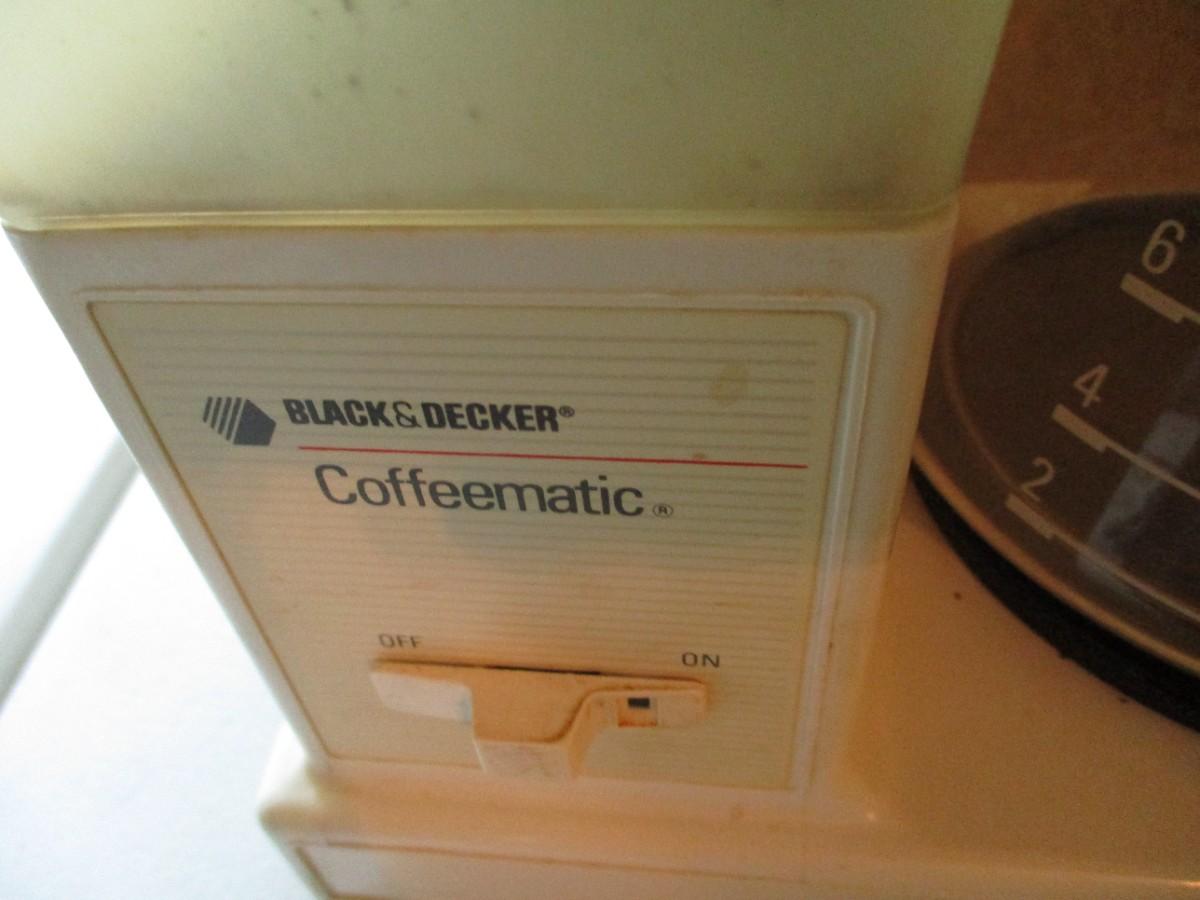 BLACK&DECKER®
Coffeematic®
OFF
ON
6
4
2